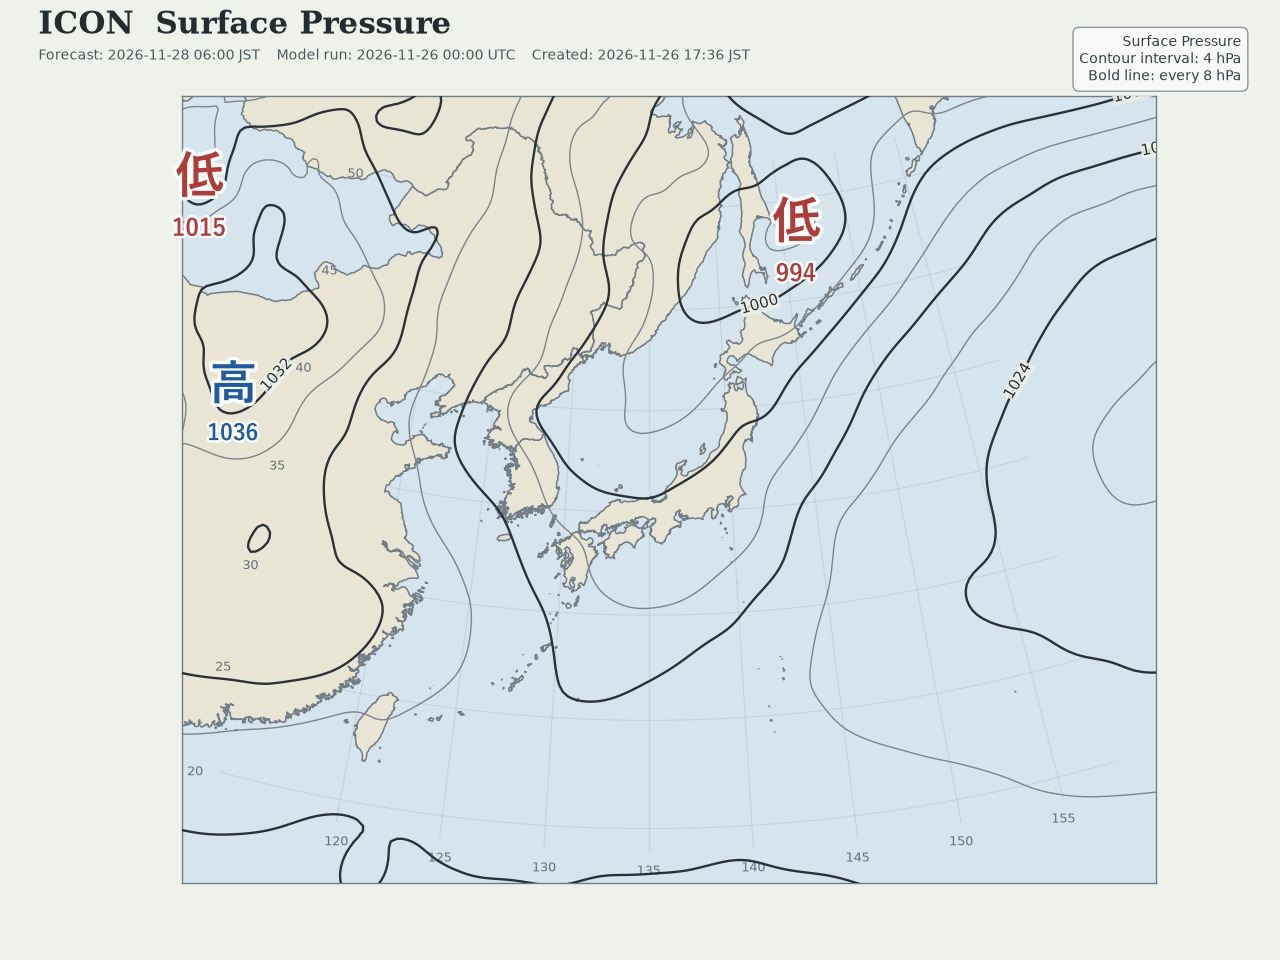 ICON  Surface Pressure
Forecast: 2026-11-28 06:00 JST    Model run: 2026-11-26 00:00 UTC    Created: 2026-11-26 17:36 JST
Surface Pressure
Contour interval: 4 hPa
Bold line: every 8 hPa
低
1015
50
低
994
45
1000
40
1032
高
1036
1024
35
30
25
20
120
125
130
135
140
145
150
155